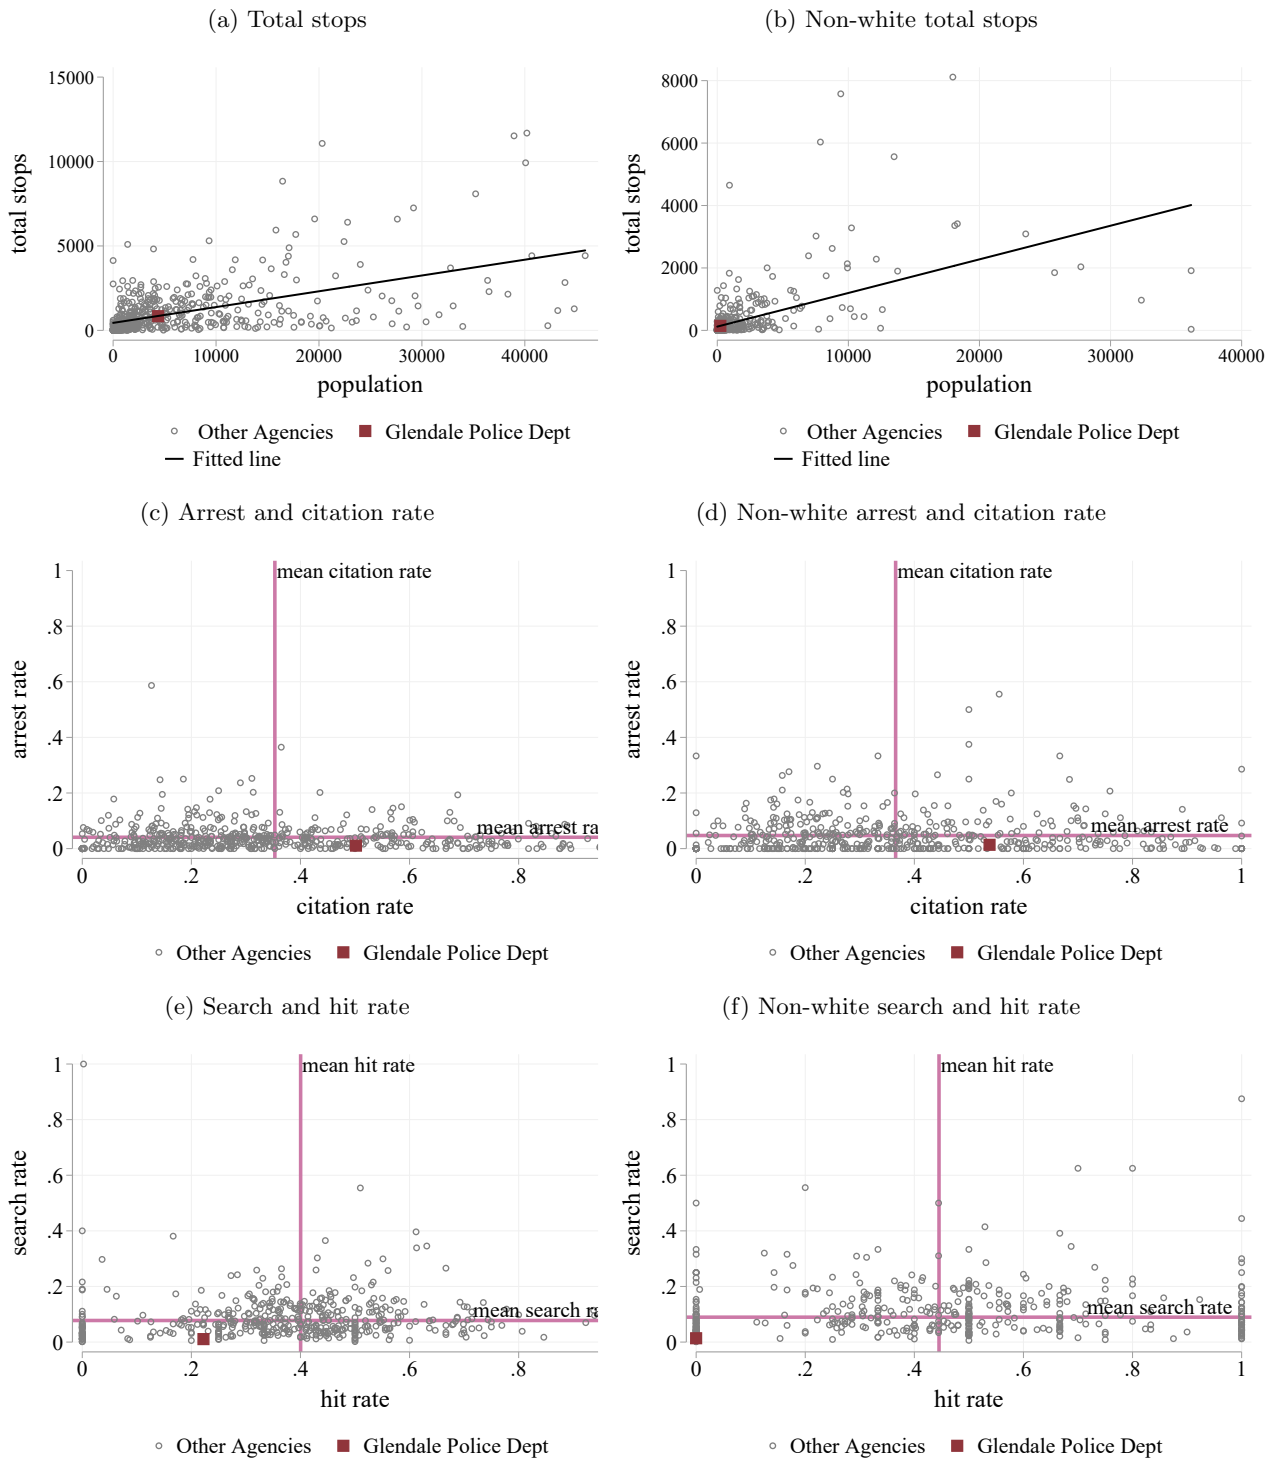 (a) Total stops
(b) Non-white total stops
15000
10000
5000
0
total stops
0 10000 20000 30000 40000
population
Other Agencies Glendale Police Dept
Fitted line
8000
6000
4000
2000
0
total stops
0 10000 20000 30000 40000
population
Other Agencies Glendale Police Dept
Fitted line
(c) Arrest and citation rate
(d) Non-white arrest and citation rate
mean citation rate
1
.8
.6
.4
.2
0
arrest rate
mean arrest ra
0 .2 .4 .6 .8
citation rate
Other Agencies Glendale Police Dept
mean citation rate
1
.8
.6
.4
.2
0
arrest rate
mean arrest rate
0 .2 .4 .6 .8 1
citation rate
Other Agencies Glendale Police Dept
(e) Search and hit rate
(f) Non-white search and hit rate
mean hit rate
1
.8
.6
.4
.2
0
search rate
mean search ra
0 .2 .4 .6 .8
hit rate
Other Agencies Glendale Police Dept
mean hit rate
1
.8
.6
.4
.2
0
search rate
mean search rate
0 .2 .4 .6 .8 1
hit rate
Other Agencies Glendale Police Dept